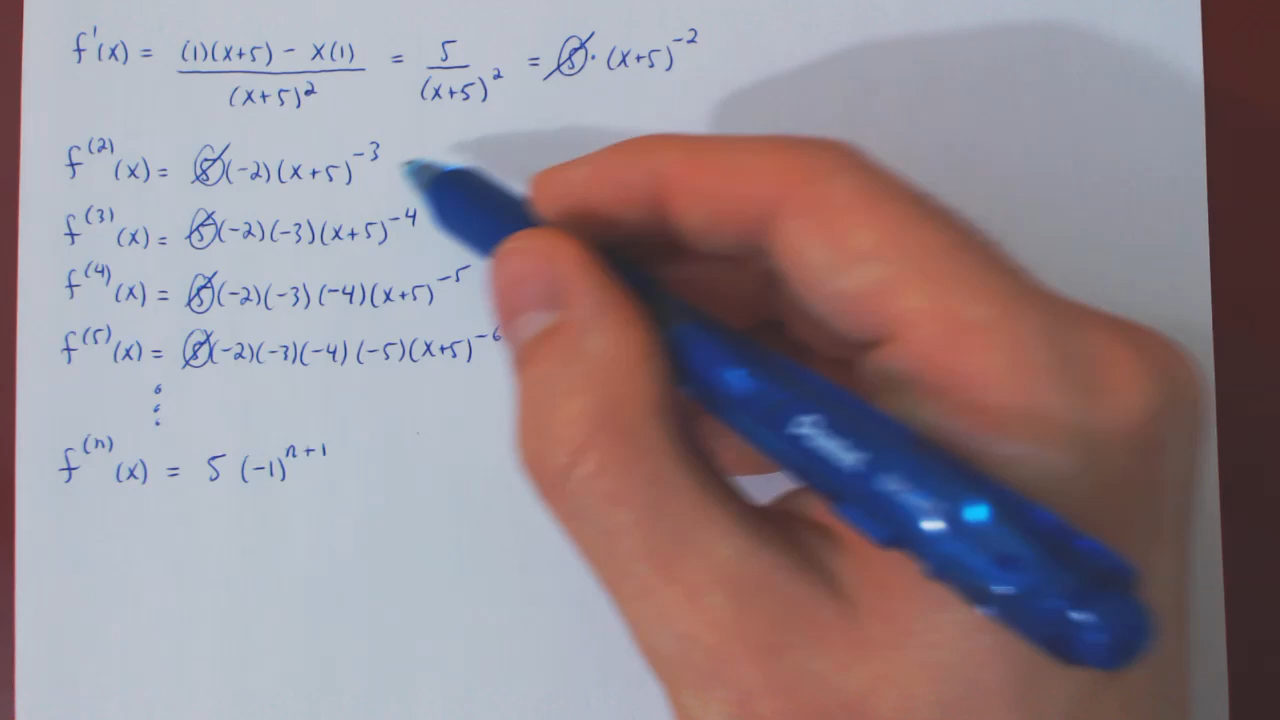 f'(x) = (1)(x+5) - x(1) / (x+5)^2 = 5 / (x+5)^2 = 5 · (x+5)^-2
f^(2)(x) = 5(-2)(x+5)^-3
f^(3)(x) = 5(-2)(-3)(x+5)^-4
f^(4)(x) = 5(-2)(-3)(-4)(x+5)^-5
f^(5)(x) = 5(-2)(-3)(-4)(-5)(x+5)^-6
f^(n)(x) = 5(-1)^n+1